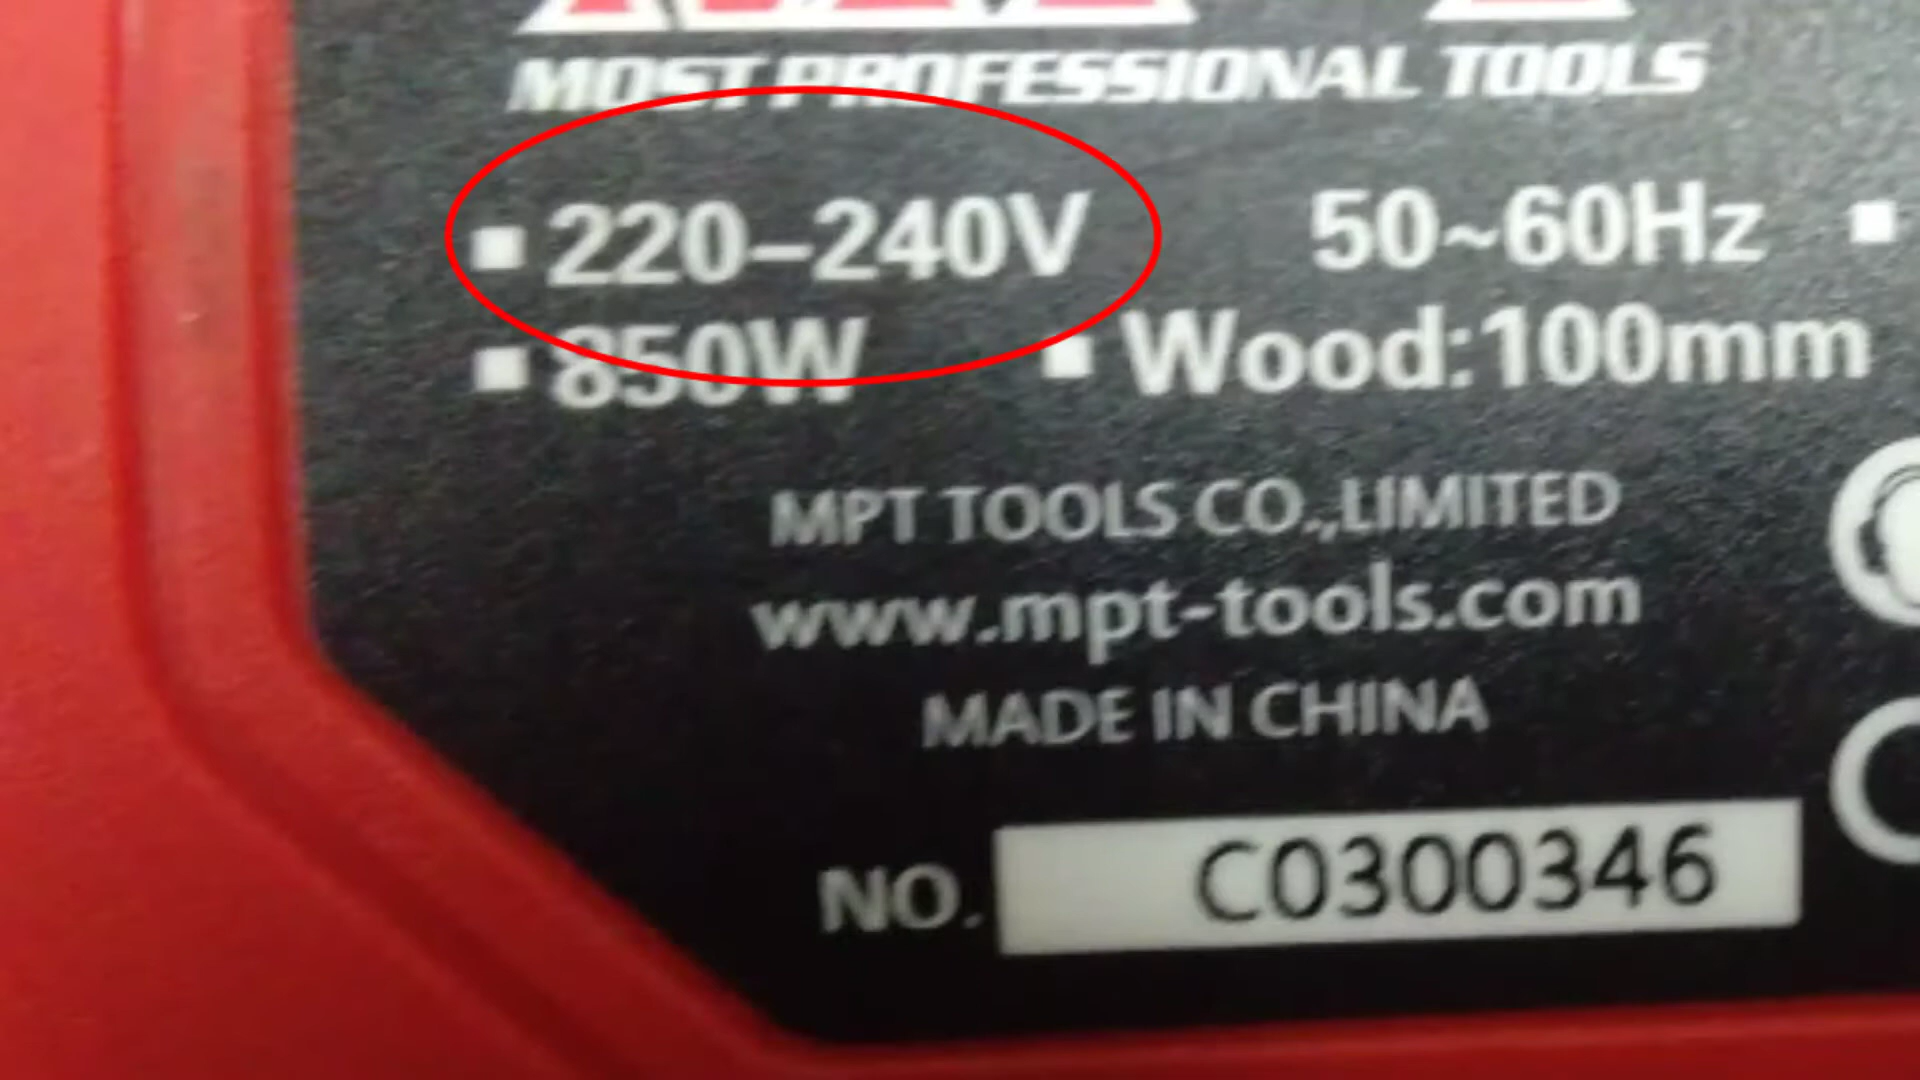 MOST PROFESSIONAL TOOLS
220–240V 50~60Hz
850W Wood:100mm
MPT TOOLS CO.,LIMITED
www.mpt-tools.com
MADE IN CHINA
NO. C0300346